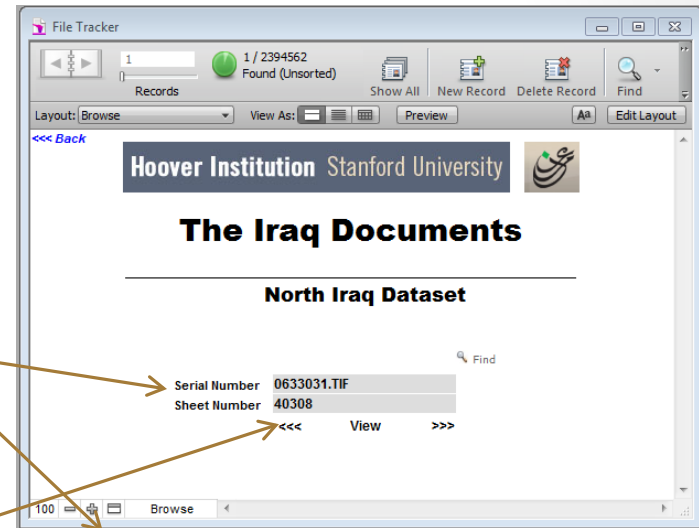 File Tracker
1
1 / 2394562
Found (Unsorted)
Records
Show All
New Record
Delete Record
Find
Layout: Browse
View As:
Preview
Aa
Edit Layout
<<< Back
Hoover Institution Stanford University
The Iraq Documents
North Iraq Dataset
Find
Serial Number 0633031.TIF
Sheet Number 40308
<<< View >>>
100
Browse